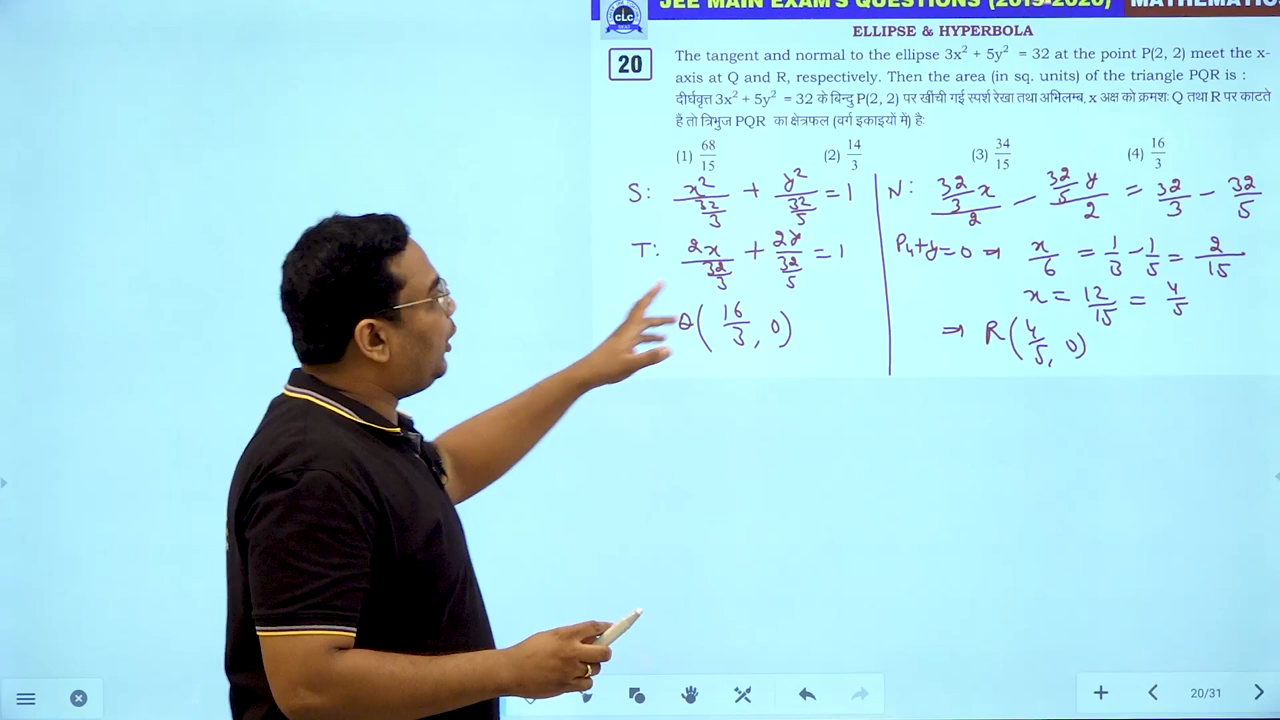 JEE MAIN EXAM'S QUESTIONS (2019-2020) MATHEMATICS
CLC
ELLIPSE & HYPERBOLA
20
The tangent and normal to the ellipse 3x² + 5y² = 32 at the point P(2, 2) meet the x-
axis at Q and R, respectively. Then the area (in sq. units) of the triangle PQR is :
दीर्घवृत्त 3x² + 5y² = 32 के बिन्दु P(2, 2) पर खींची गई स्पर्श रेखा तथा अभिलम्ब, x अक्ष को क्रमशः Q तथा R पर काटते
है तो त्रिभुज PQR का क्षेत्रफल (वर्ग इकाइयों में) है:
(1) 68/15 (2) 14/3 (3) 34/15 (4) 16/3
S: x²/(32/3) + y²/(32/5) = 1
T: 2x/(32/3) + 2y/(32/5) = 1
Q(16/3, 0)
N: (32/3 x)/2 - (32/5 y)/2 = 32/3 - 32/5
Put y=0 ⇒ x/6 = 1/3 - 1/5 = 2/15
x = 12/15 = 4/5
⇒ R(4/5, 0)
20/31